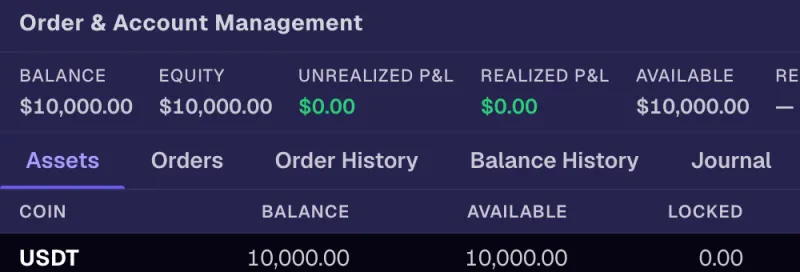 Order & Account Management
BALANCE EQUITY UNREALIZED P&L REALIZED P&L AVAILABLE RE
$10,000.00 $10,000.00 $0.00 $0.00 $10,000.00 —
Assets Orders Order History Balance History Journal
COIN BALANCE AVAILABLE LOCKED
USDT 10,000.00 10,000.00 0.00